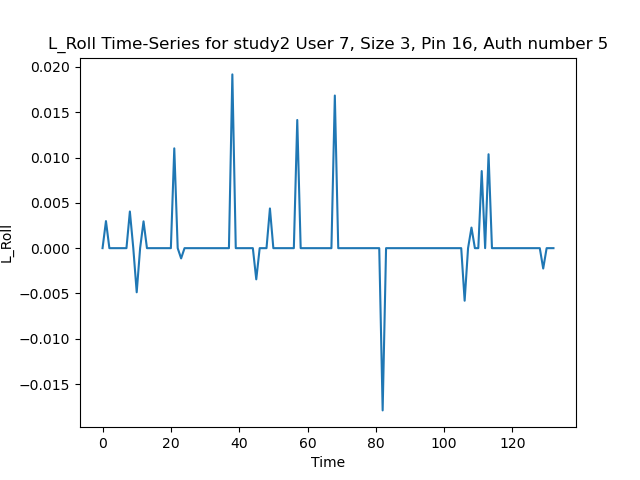 L_Roll Time-Series for study2 User 7, Size 3, Pin 16, Auth number 5
0.020
0.015
0.010
0.005
0.000
−0.005
−0.010
−0.015
L_Roll
0 20 40 60 80 100 120
Time